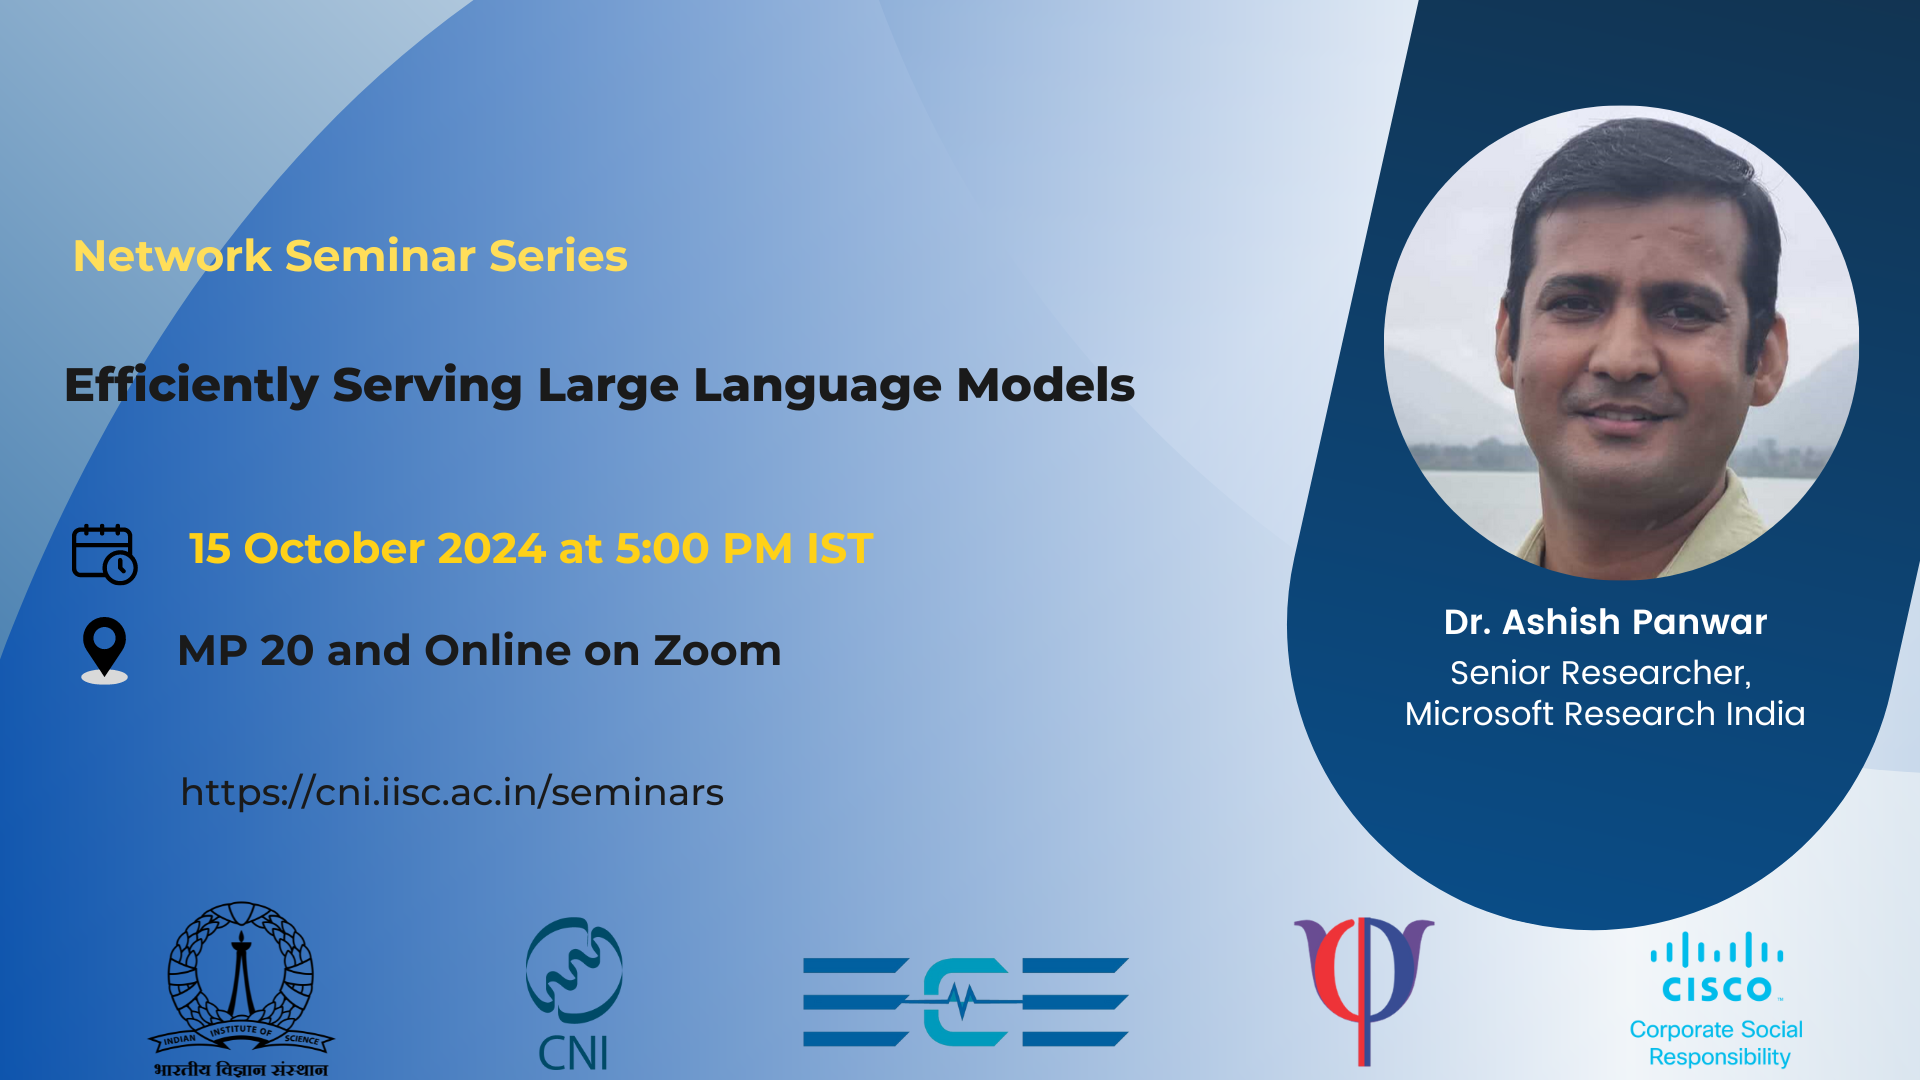 Network Seminar Series
Efficiently Serving Large Language Models
15 October 2024 at 5:00 PM IST
MP 20 and Online on Zoom
https://cni.iisc.ac.in/seminars
Dr. Ashish Panwar
Senior Researcher,
Microsoft Research India
INDIAN INSTITUTE OF SCIENCE
भारतीय विज्ञान संस्थान
CNI
ECE
CISCO
Corporate Social
Responsibility